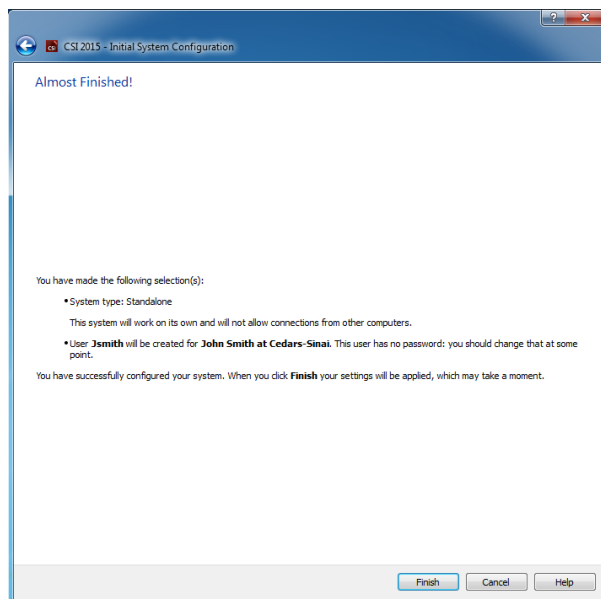 ? X
CSI CSI 2015 - Initial System Configuration
Almost Finished!
You have made the following selection(s):
• System type: Standalone
This system will work on its own and will not allow connections from other computers.
• User Jsmith will be created for John Smith at Cedars-Sinai. This user has no password: you should change that at some
point.
You have successfully configured your system. When you click Finish your settings will be applied, which may take a moment.
Finish Cancel Help